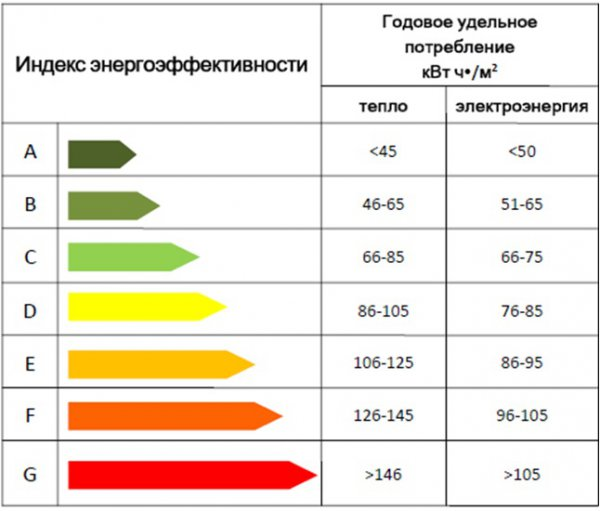 Индекс энергоэффективности
Годовое удельное
потребление
кВт ч•/м²
тепло электроэнергия
A <45 <50
B 46-65 51-65
C 66-85 66-75
D 86-105 76-85
E 106-125 86-95
F 126-145 96-105
G >146 >105